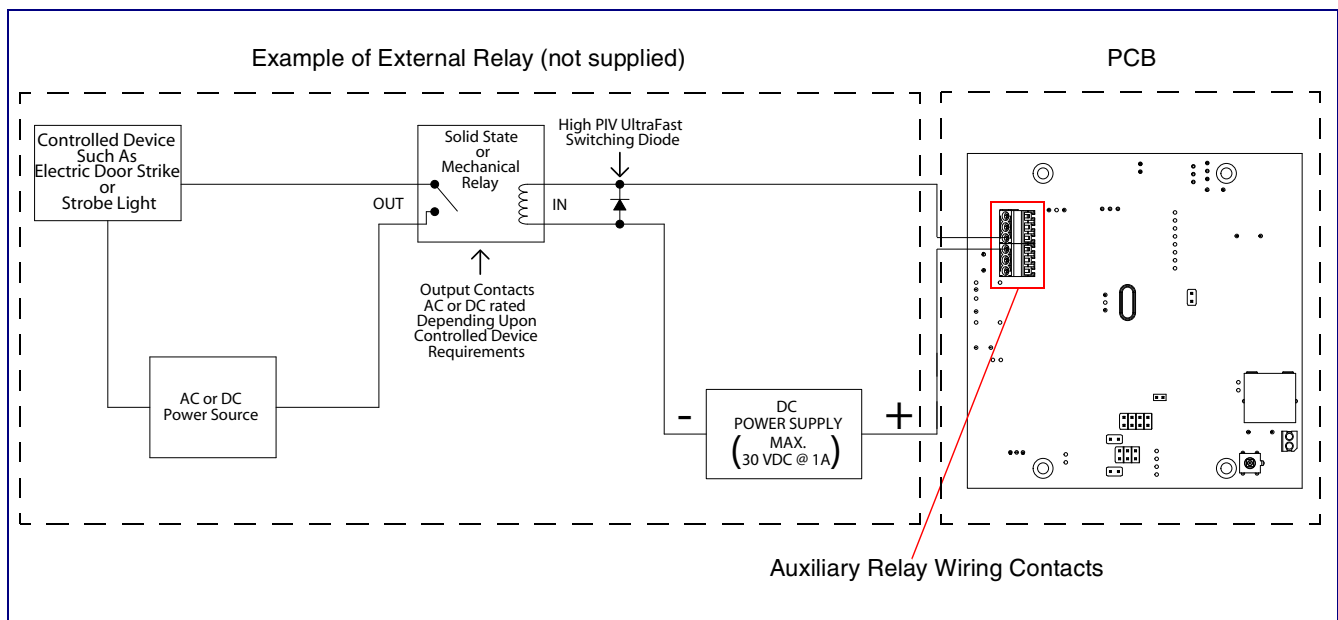 Example of External Relay (not supplied)
PCB
Controlled Device
Such As
Electric Door Strike
or
Strobe Light
Solid State
or
Mechanical
Relay
High PIV UltraFast
Switching Diode
OUT
IN
Output Contacts
AC or DC rated
Depending Upon
Controlled Device
Requirements
AC or DC
Power Source
-
DC
POWER SUPPLY
MAX.
(30 VDC @ 1A)
+
Auxiliary Relay Wiring Contacts